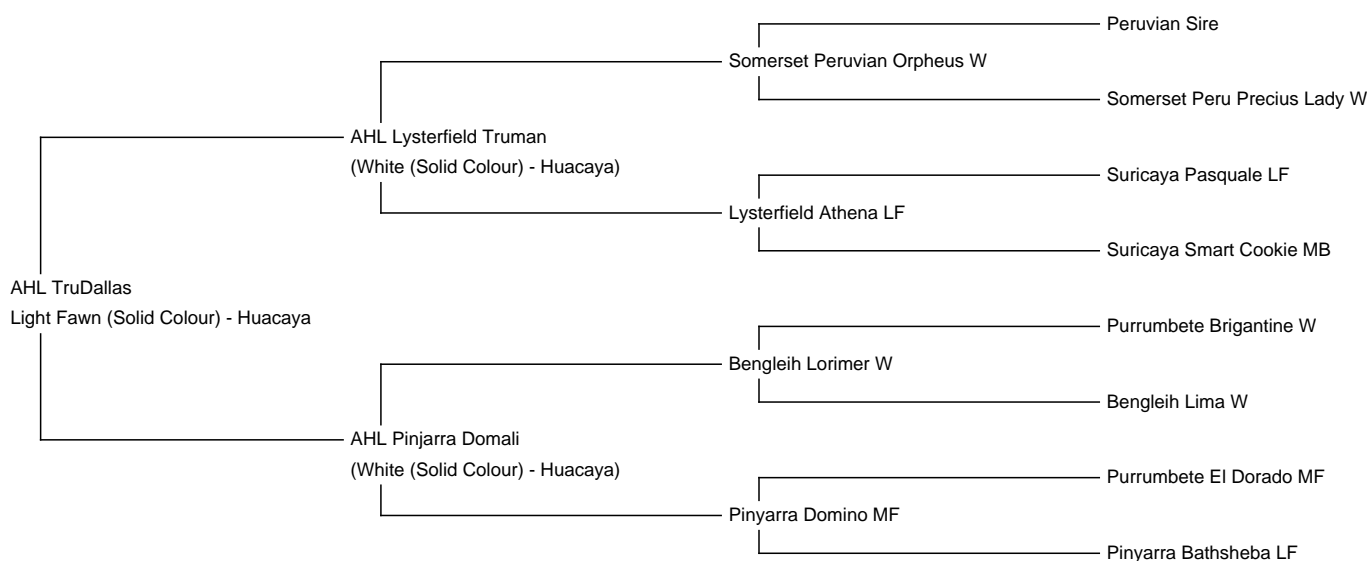 Peruvian Sire
Somerset Peruvian Orpheus W
Somerset Peru Precius Lady W
AHL Lysterfield Truman
(White (Solid Colour) - Huacaya)
Suricaya Pasquale LF
Lysterfield Athena LF
Suricaya Smart Cookie MB
AHL TruDallas
Light Fawn (Solid Colour) - Huacaya
Purrumbete Brigantine W
Bengleih Lorimer W
Bengleih Lima W
AHL Pinjarra Domali
(White (Solid Colour) - Huacaya)
Purrumbete El Dorado MF
Pinyarra Domino MF
Pinyarra Bathsheba LF